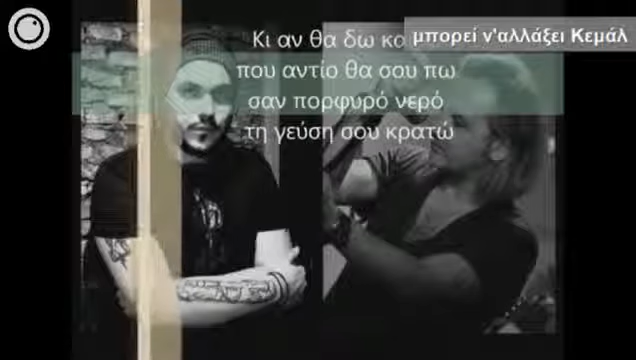 Κι αν θα δω κα
μπορεί ν'αλλάξει Κεμάλ
που αντίο θα σου πω
σαν πορφυρό νερό
τη γεύση σου κρατώ